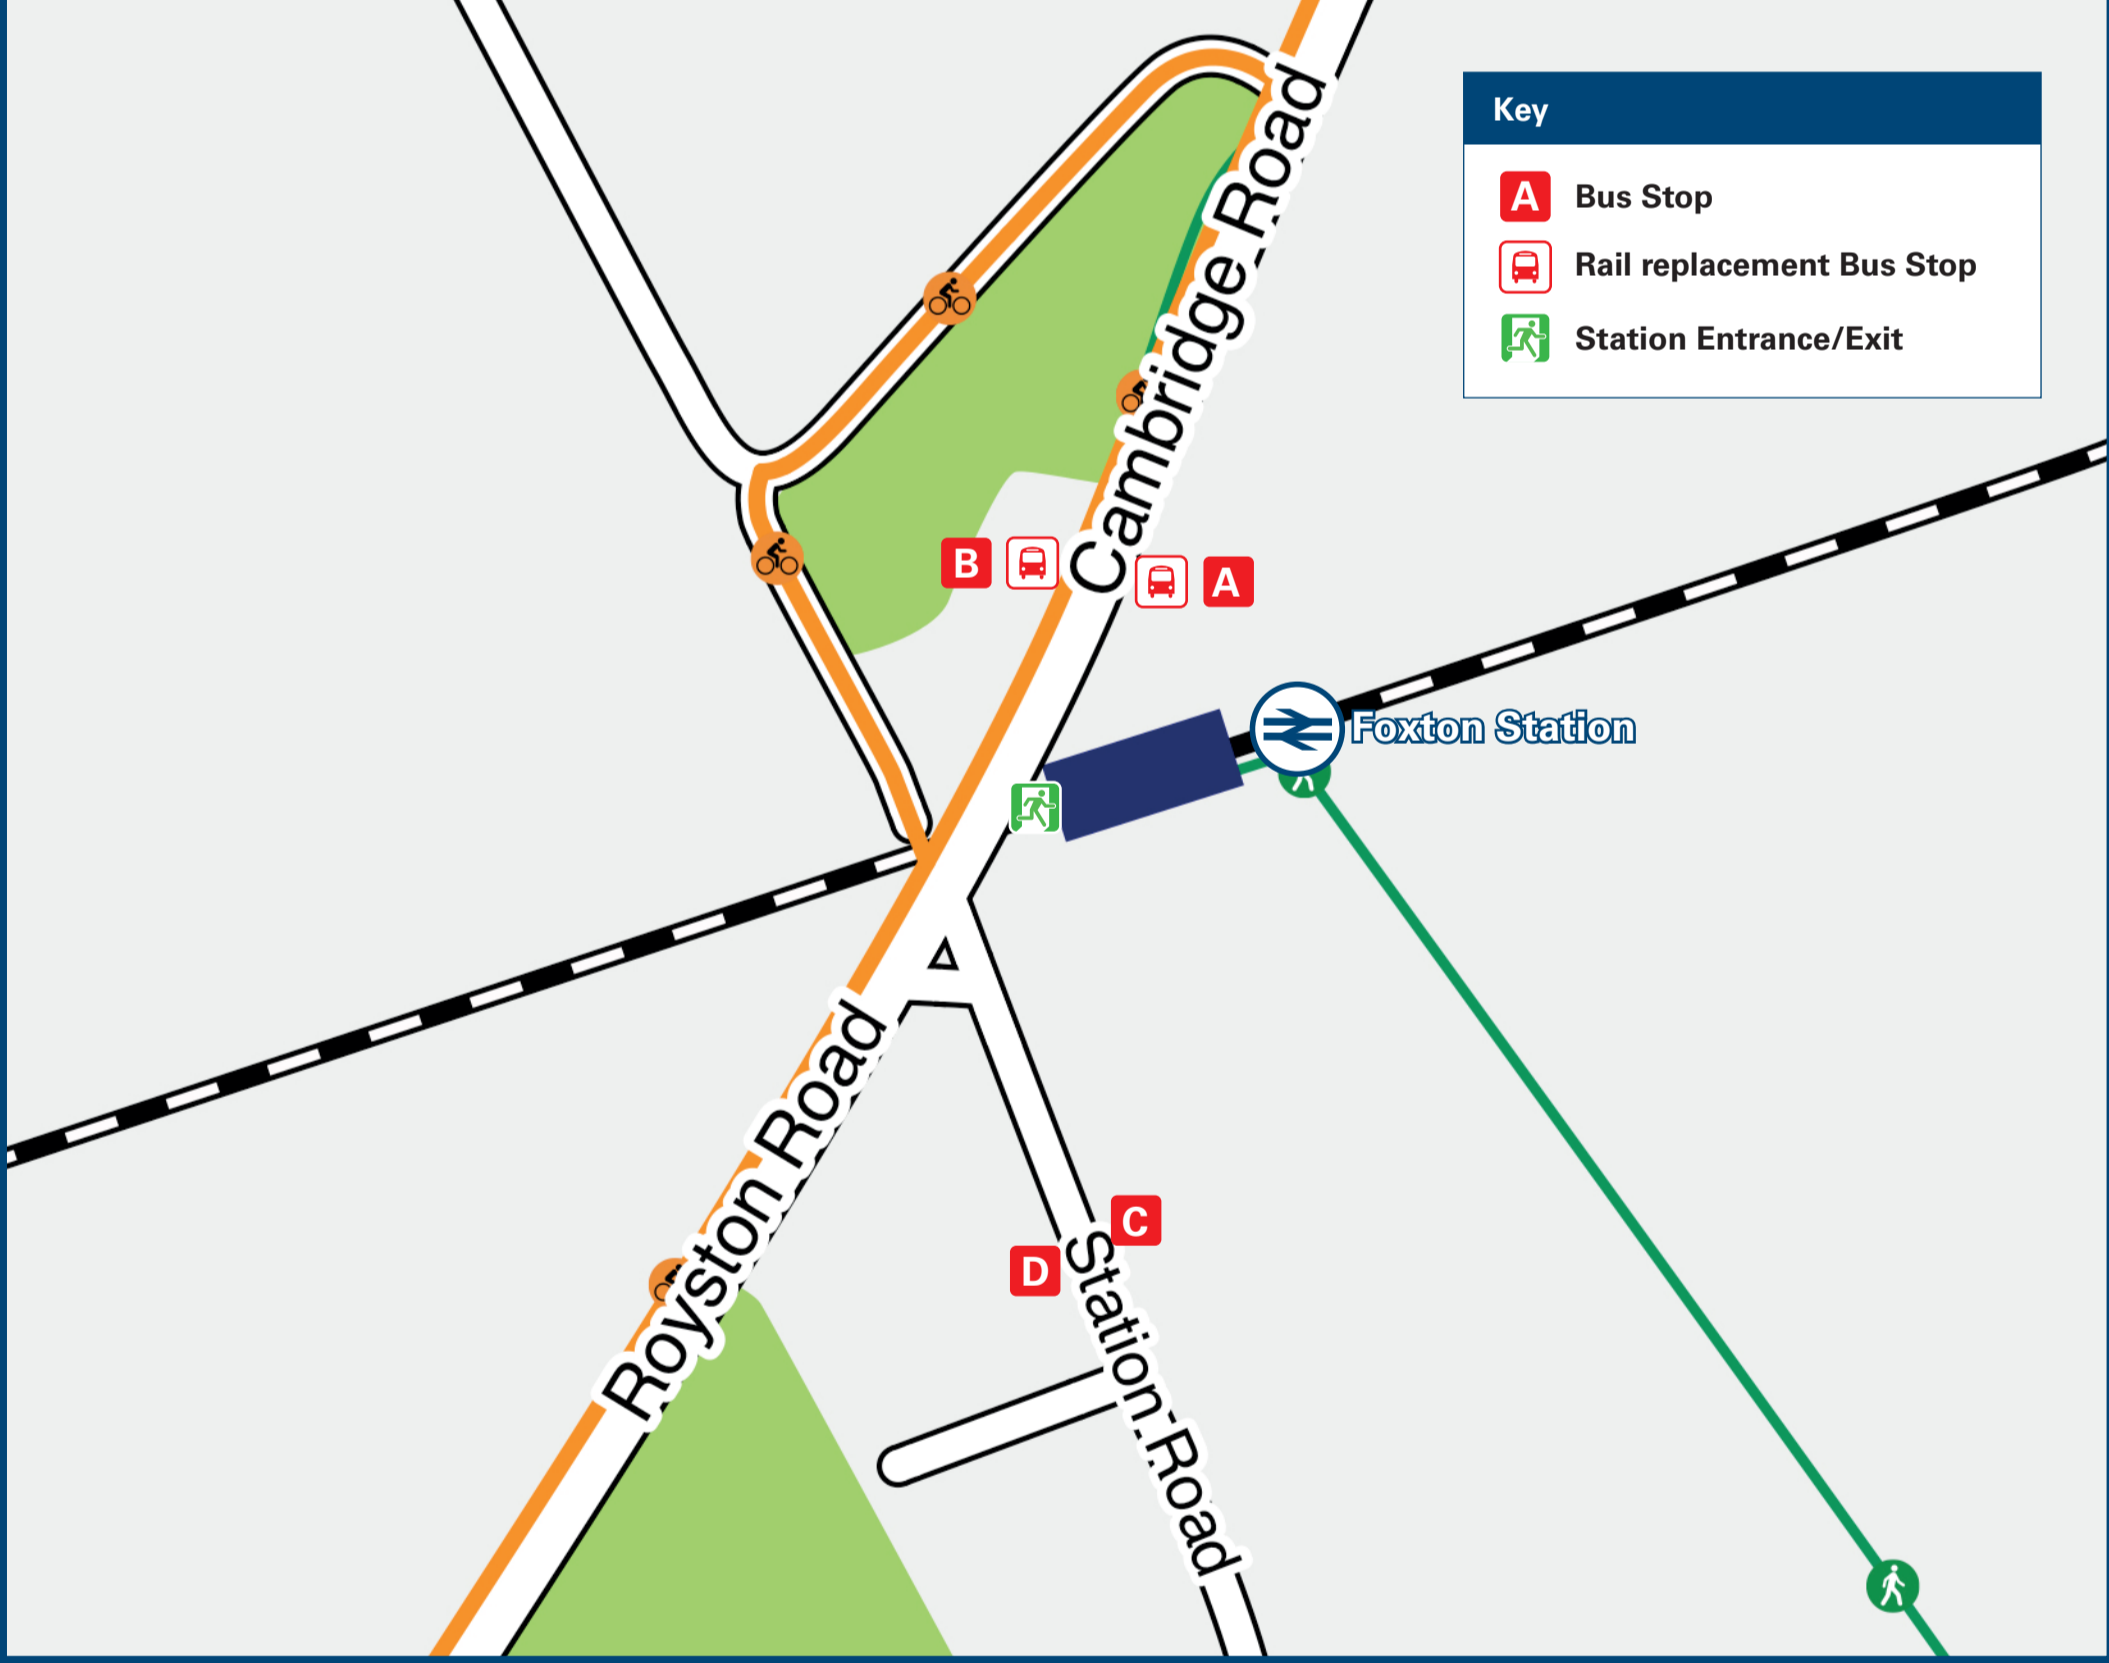 Key
A Bus Stop
Rail replacement Bus Stop
Station Entrance/Exit
Cambridge Road
B
A
Foxton Station
Royston Road
C
D
Station Road